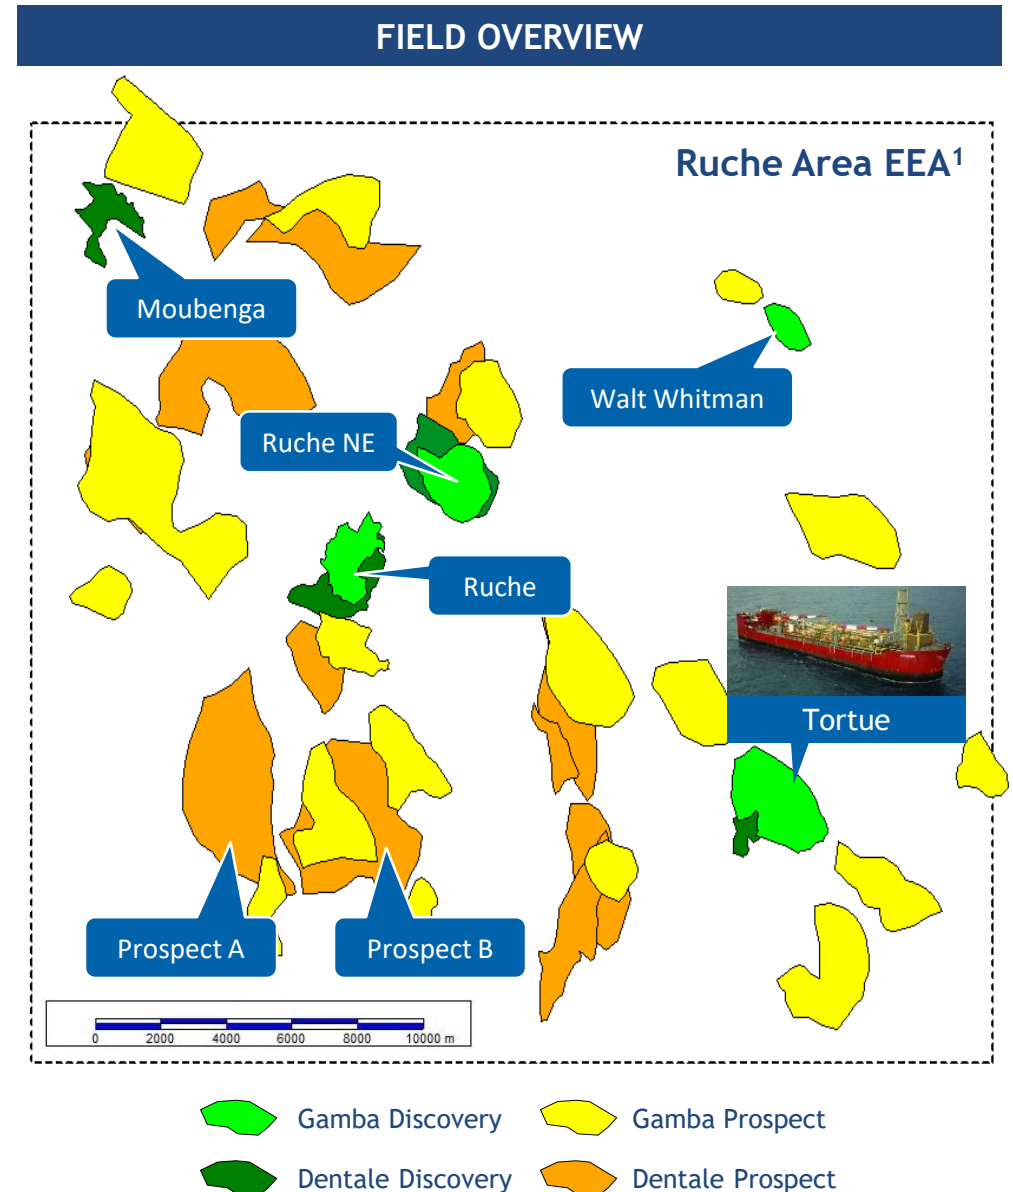 FIELD OVERVIEW
Ruche Area EEA¹
Moubenga
Walt Whitman
Ruche NE
Ruche
Tortue
Prospect A
Prospect B
0 2000 4000 6000 8000 10000 m
Gamba Discovery Gamba Prospect
Dentale Discovery Dentale Prospect